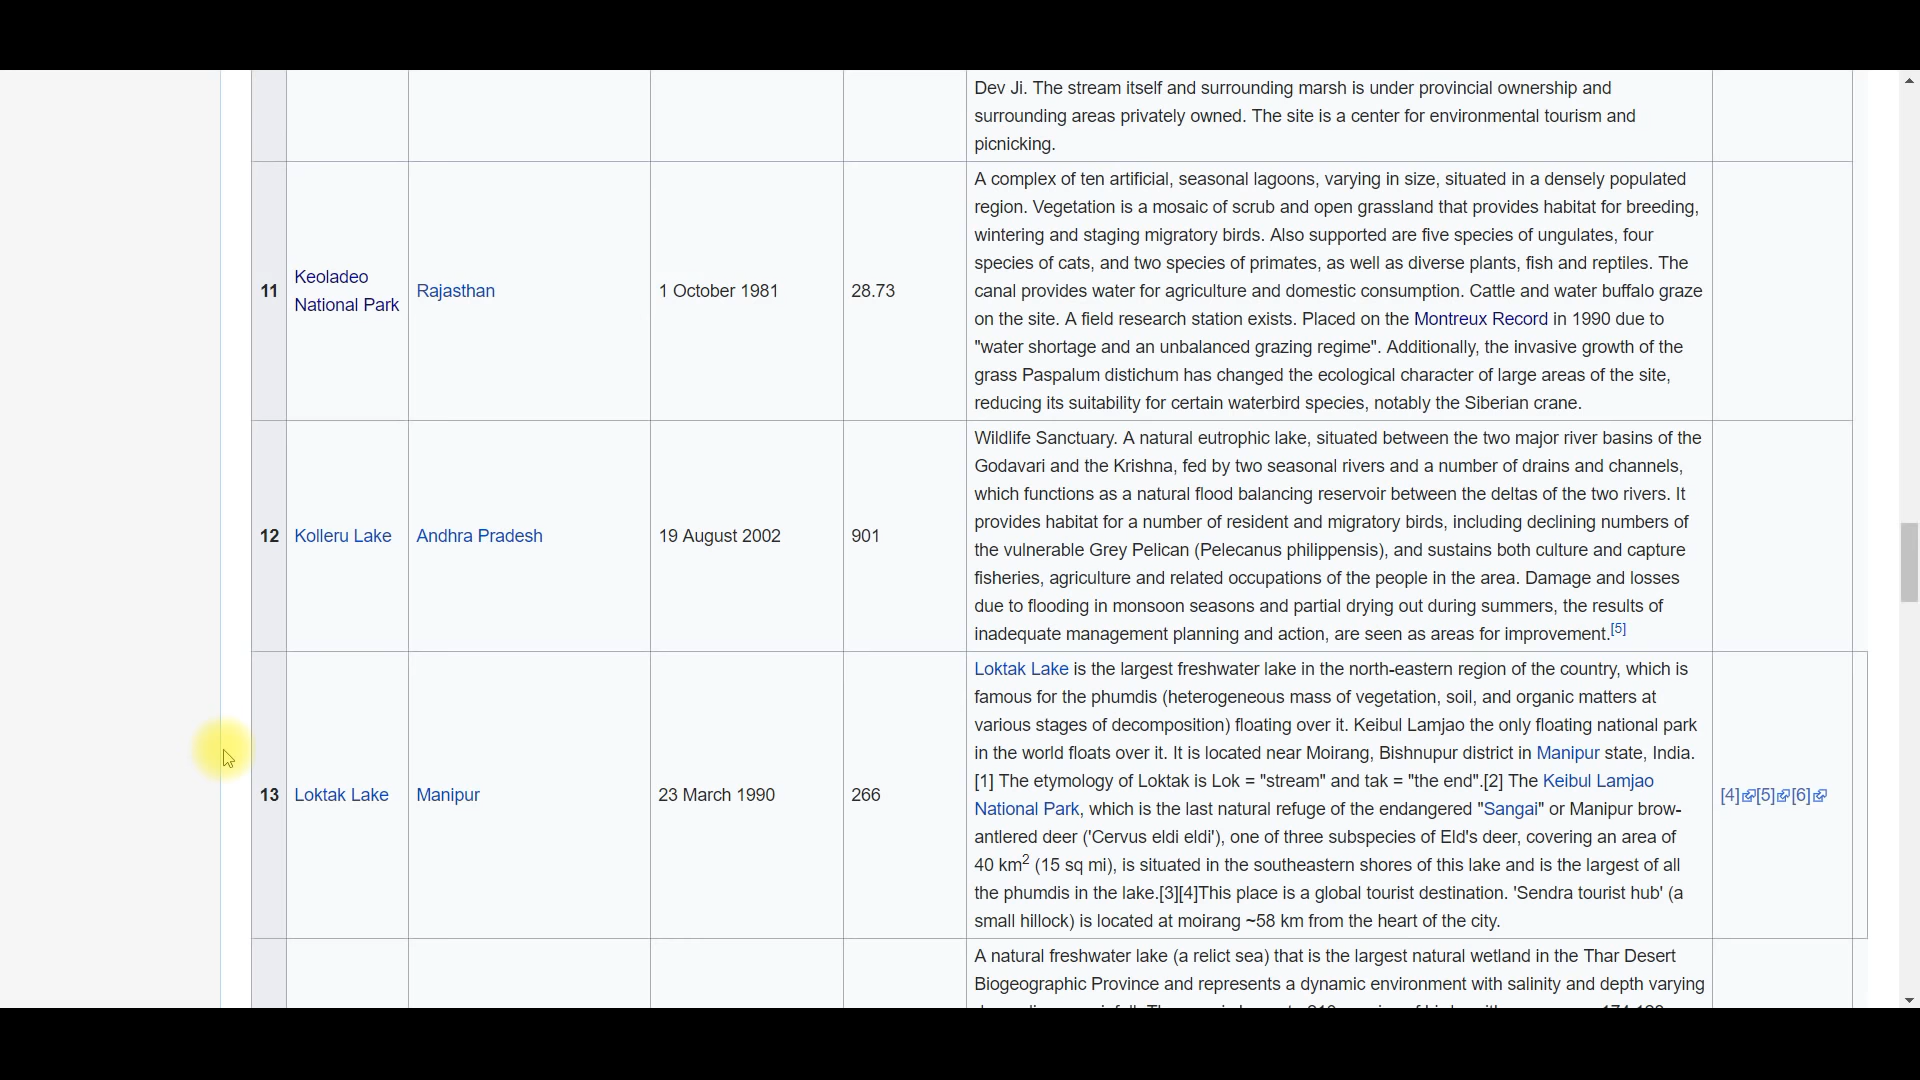 Dev Ji. The stream itself and surrounding marsh is under provincial ownership and
surrounding areas privately owned. The site is a center for environmental tourism and
picnicking.
11
Keoladeo
National Park
Rajasthan
1 October 1981
28.73
A complex of ten artificial, seasonal lagoons, varying in size, situated in a densely populated
region. Vegetation is a mosaic of scrub and open grassland that provides habitat for breeding,
wintering and staging migratory birds. Also supported are five species of ungulates, four
species of cats, and two species of primates, as well as diverse plants, fish and reptiles. The
canal provides water for agriculture and domestic consumption. Cattle and water buffalo graze
on the site. A field research station exists. Placed on the Montreux Record in 1990 due to
"water shortage and an unbalanced grazing regime". Additionally, the invasive growth of the
grass Paspalum distichum has changed the ecological character of large areas of the site,
reducing its suitability for certain waterbird species, notably the Siberian crane.
12
Kolleru Lake
Andhra Pradesh
19 August 2002
901
Wildlife Sanctuary. A natural eutrophic lake, situated between the two major river basins of the
Godavari and the Krishna, fed by two seasonal rivers and a number of drains and channels,
which functions as a natural flood balancing reservoir between the deltas of the two rivers. It
provides habitat for a number of resident and migratory birds, including declining numbers of
the vulnerable Grey Pelican (Pelecanus philippensis), and sustains both culture and capture
fisheries, agriculture and related occupations of the people in the area. Damage and losses
due to flooding in monsoon seasons and partial drying out during summers, the results of
inadequate management planning and action, are seen as areas for improvement.[5]
13
Loktak Lake
Manipur
23 March 1990
266
Loktak Lake is the largest freshwater lake in the north-eastern region of the country, which is
famous for the phumdis (heterogeneous mass of vegetation, soil, and organic matters at
various stages of decomposition) floating over it. Keibul Lamjao the only floating national park
in the world floats over it. It is located near Moirang, Bishnupur district in Manipur state, India.
[1] The etymology of Loktak is Lok = "stream" and tak = "the end".[2] The Keibul Lamjao
National Park, which is the last natural refuge of the endangered "Sangai" or Manipur brow-
antlered deer ('Cervus eldi eldi'), one of three subspecies of Eld's deer, covering an area of
40 km2 (15 sq mi), is situated in the southeastern shores of this lake and is the largest of all
the phumdis in the lake.[3][4]This place is a global tourist destination. 'Sendra tourist hub' (a
small hillock) is located at moirang ~58 km from the heart of the city.
[4][5][6]
A natural freshwater lake (a relict sea) that is the largest natural wetland in the Thar Desert
Biogeographic Province and represents a dynamic environment with salinity and depth varying